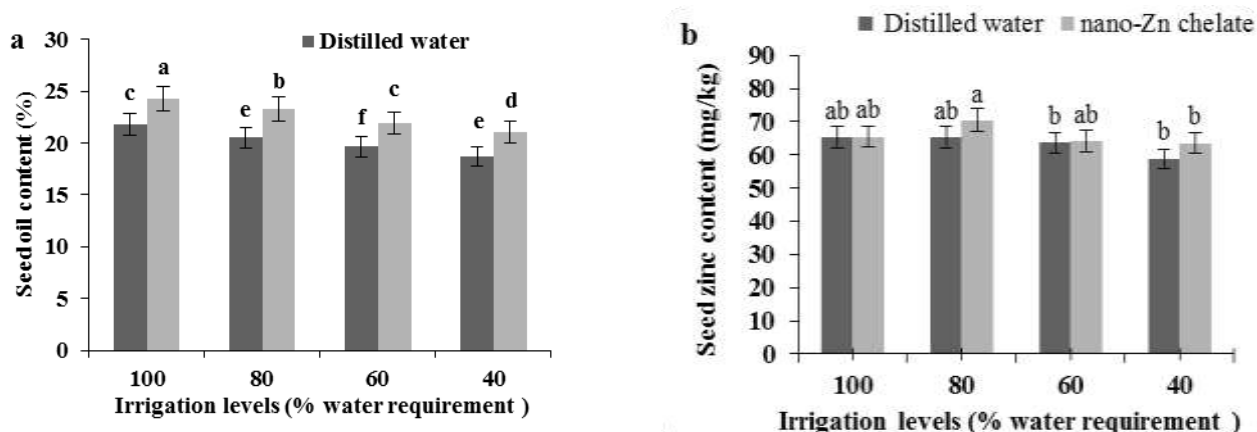 a
■ Distilled water
Seed oil content (%)
30
25
20
15
10
5
0
c a e b f c e d
100 80 60 40
Irrigation levels (% water requirement )
b
■ Distilled water ■ nano-Zn chelate
Seed zinc content (mg/kg)
90
80
70
60
50
40
30
20
10
0
ab ab ab a b ab b b
100 80 60 40
Irrigation levels (% water requirement )